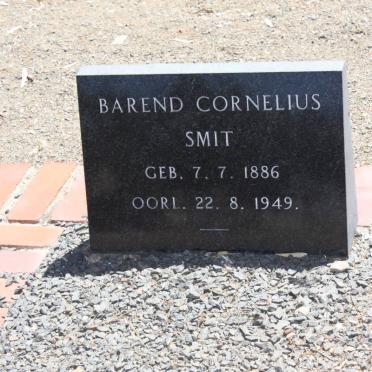 BAREND CORNELIUS
SMIT
GEB. 7. 7. 1886
OORL. 22. 8. 1949.